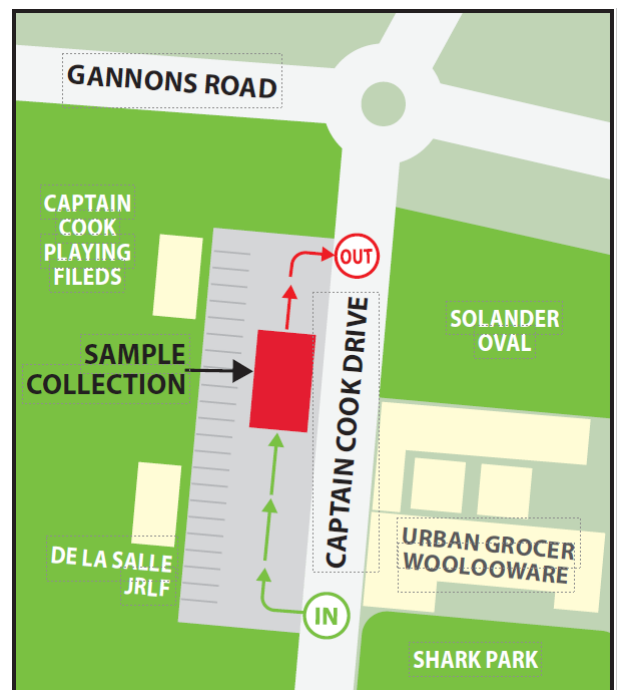 GANNONS ROAD
CAPTAIN
COOK
PLAYING
FILEDS
OUT
SOLANDER
OVAL
SAMPLE
COLLECTION
CAPTAIN COOK DRIVE
URBAN GROCER
WOOLOOWARE
DE LA SALLE
JRLF
IN
SHARK PARK